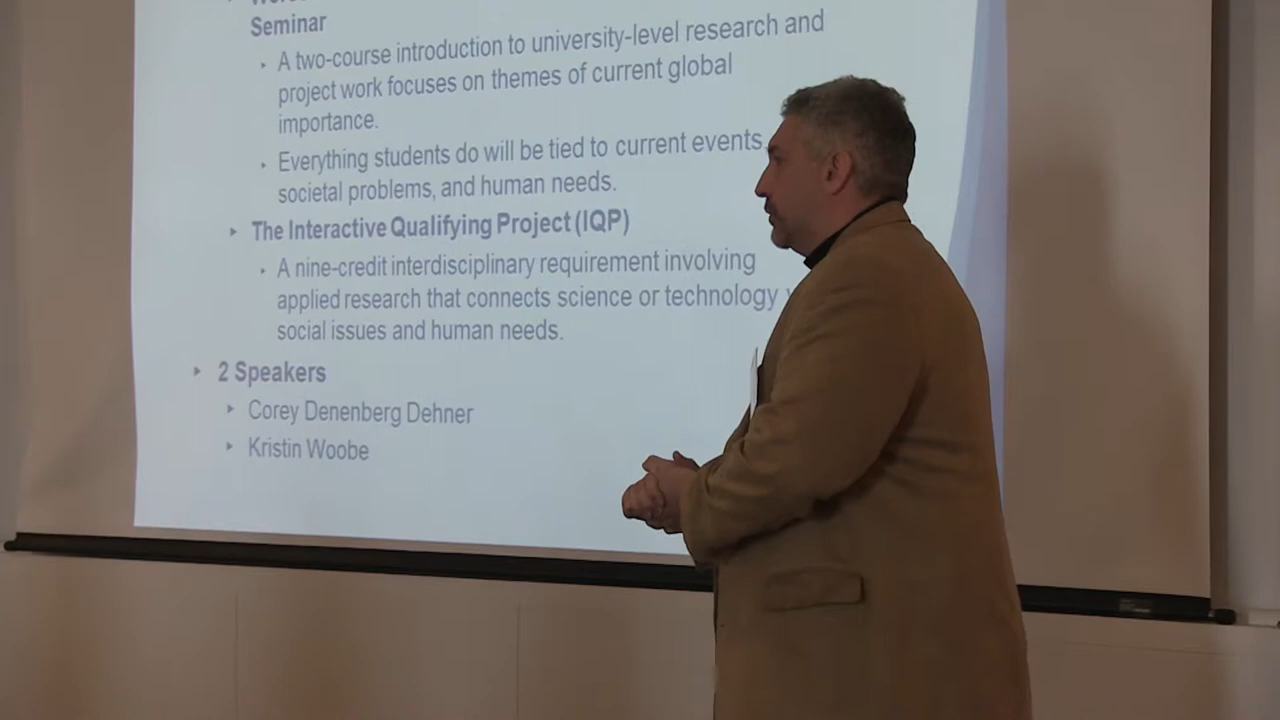 Seminar
‣ A two-course introduction to university-level research and
project work focuses on themes of current global
importance.
‣ Everything students do will be tied to current events
societal problems, and human needs.
‣ The Interactive Qualifying Project (IQP)
‣ A nine-credit interdisciplinary requirement involving
applied research that connects science or technology
social issues and human needs.
‣ 2 Speakers
‣ Corey Denenberg Dehner
‣ Kristin Woobe